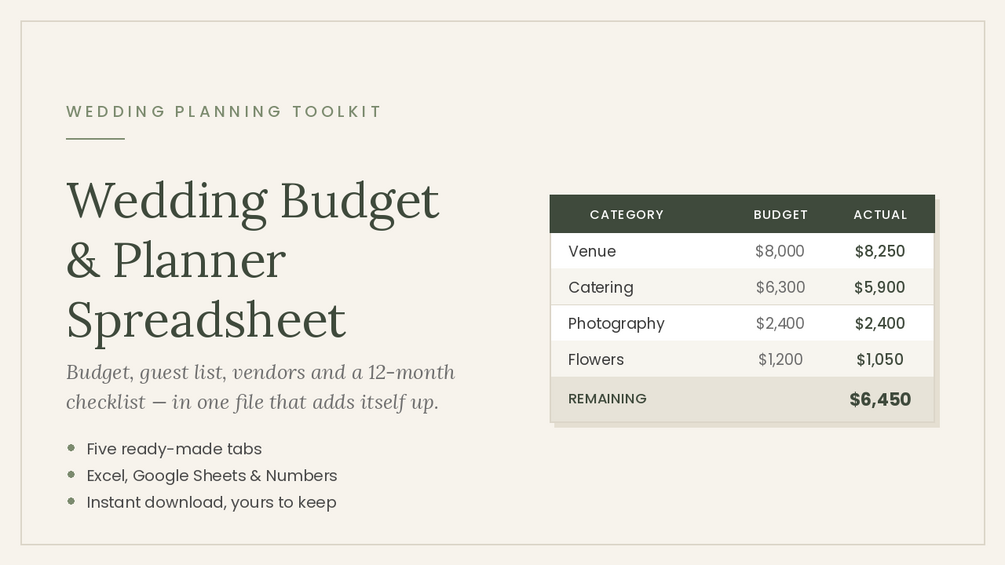 WEDDING PLANNING TOOLKIT
Wedding Budget
& Planner
Spreadsheet
Budget, guest list, vendors and a 12-month
checklist — in one file that adds itself up.
Five ready-made tabs
Excel, Google Sheets & Numbers
Instant download, yours to keep
CATEGORY BUDGET ACTUAL
Venue $8,000 $8,250
Catering $6,300 $5,900
Photography $2,400 $2,400
Flowers $1,200 $1,050
REMAINING $6,450